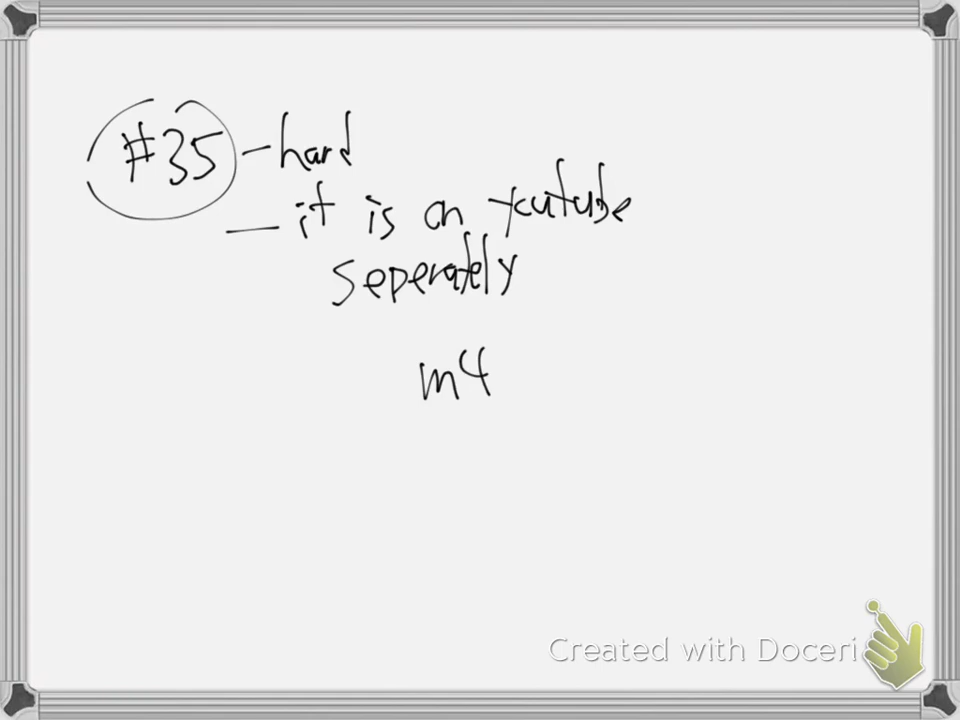 #35 - hard
— it is on youtube
seperately
m4
Created with Doceri